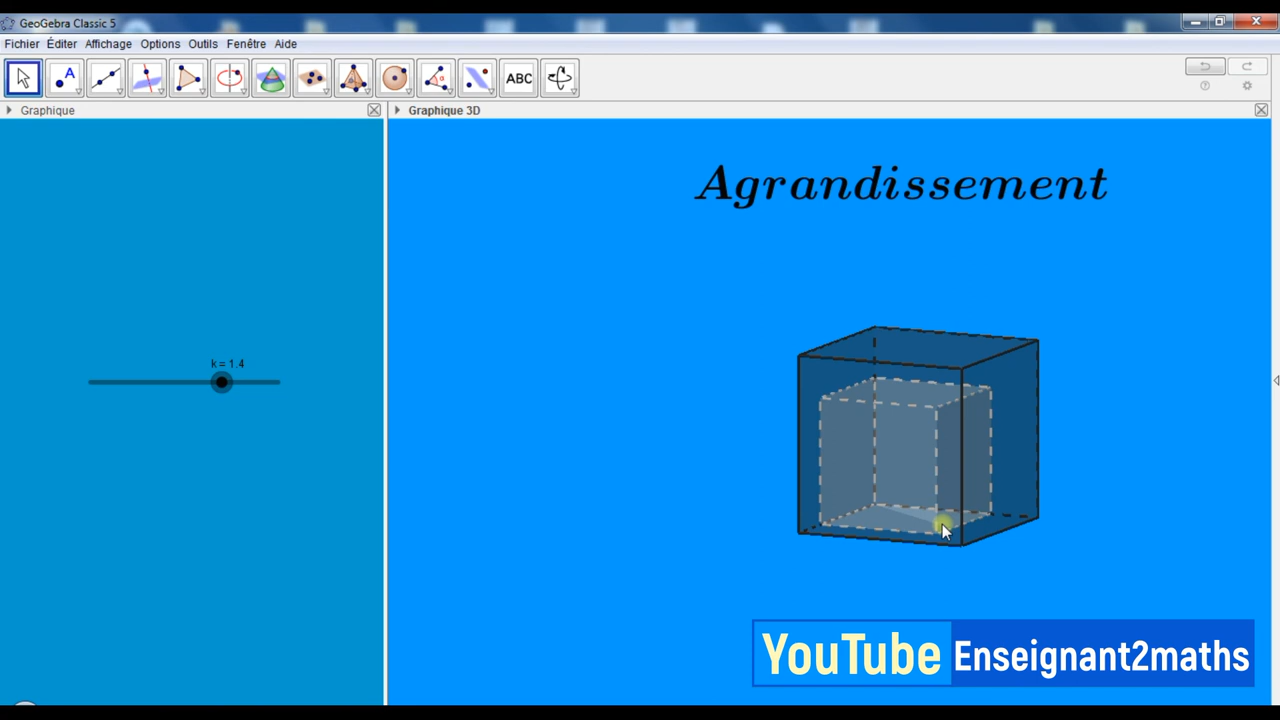 GeoGebra Classic 5
Fichier Éditer Affichage Options Outils Fenêtre Aide
A
α
ABC
Graphique
Graphique 3D
Agrandissement
k = 1.4
YouTube Enseignant2maths